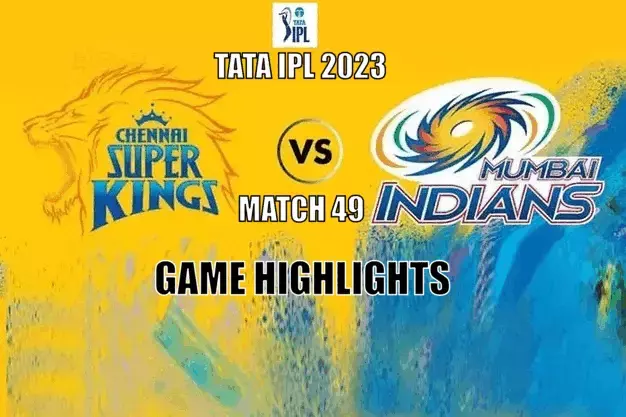 TATA
IPL
TATA IPL 2023
CHENNAI
SUPER
KINGS
VS
MUMBAI
INDIANS
MATCH 49
GAME HIGHLIGHTS